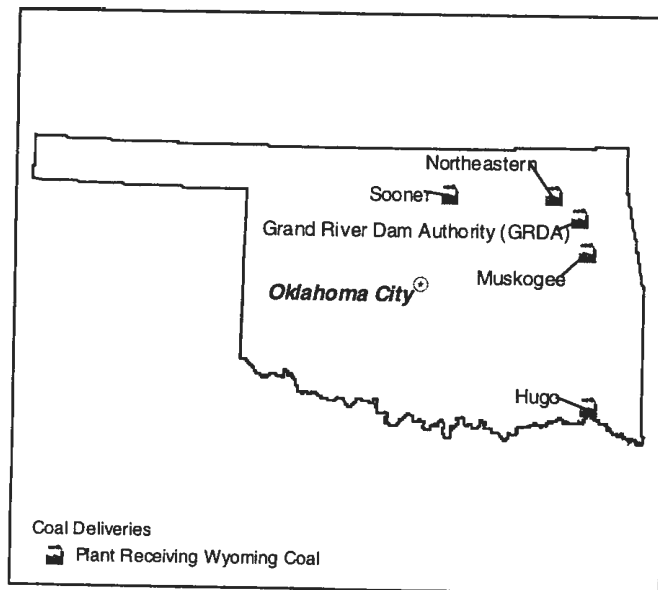 Northeastern
Sooner
Grand River Dam Authority (GRDA)
Muskogee
Oklahoma City
Hugo
Coal Deliveries
Plant Receiving Wyoming Coal